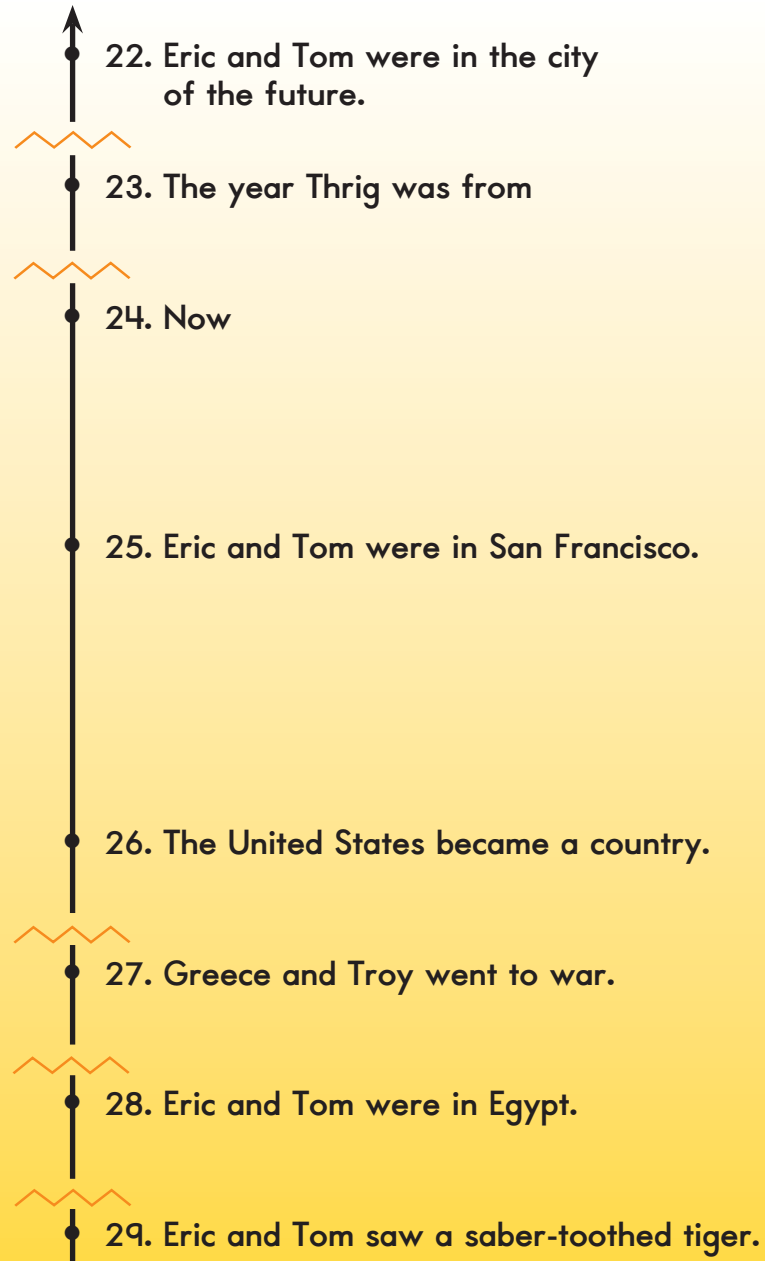 22. Eric and Tom were in the city
of the future.
23. The year Thrig was from
24. Now
25. Eric and Tom were in San Francisco.
26. The United States became a country.
27. Greece and Troy went to war.
28. Eric and Tom were in Egypt.
29. Eric and Tom saw a saber-toothed tiger.